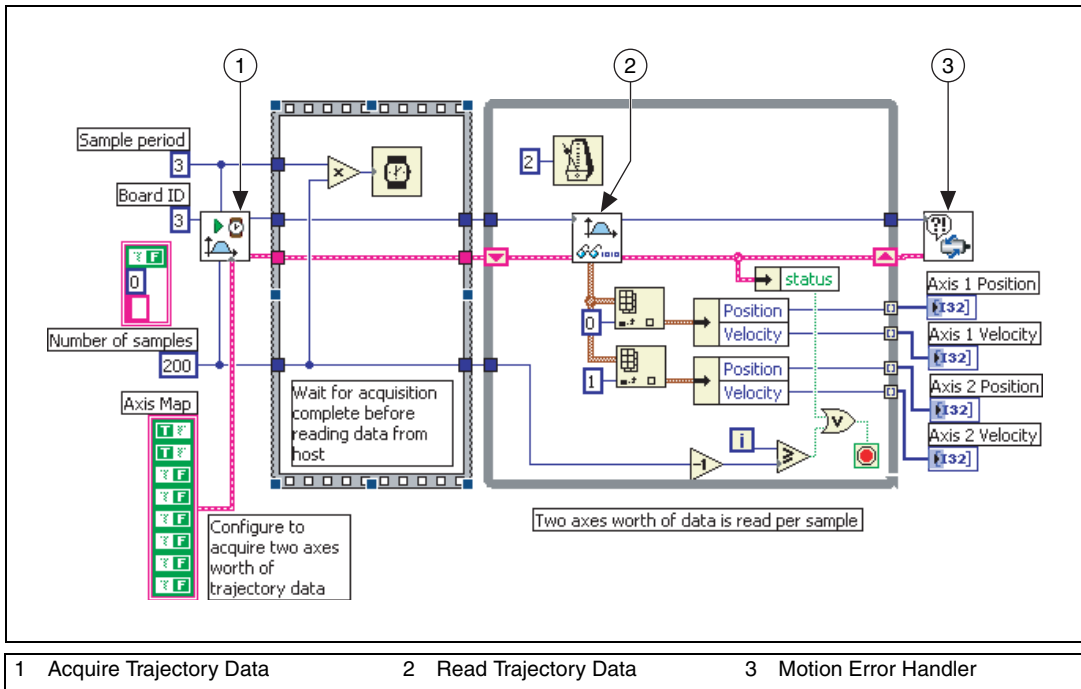 1
2
3
Sample period
3
Board ID
3
F
0
Number of samples
200
Axis Map
T
T
F
F
F
F
F
F
Configure to
acquire two axes
worth of
trajectory data
x
Wait for acquisition
complete before
reading data from
host
2
status
0
Position
Velocity
1
Position
Velocity
i
-1
≥
V
?!
Axis 1 Position
I32]
Axis 1 Velocity
I32]
Axis 2 Position
I32]
Axis 2 Velocity
I32]
Two axes worth of data is read per sample
1 Acquire Trajectory Data 2 Read Trajectory Data 3 Motion Error Handler